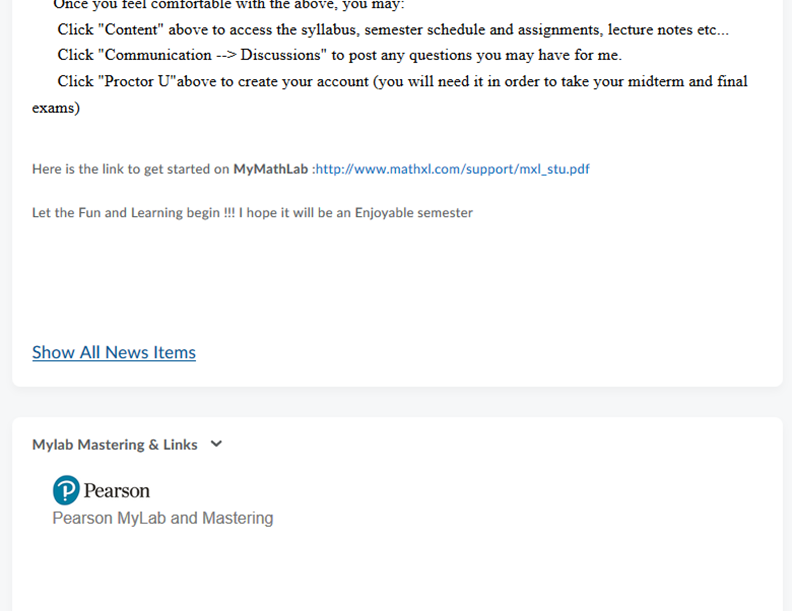 Once you feel comfortable with the above, you may:
Click "Content" above to access the syllabus, semester schedule and assignments, lecture notes etc...
Click "Communication --> Discussions" to post any questions you may have for me.
Click "Proctor U"above to create your account (you will need it in order to take your midterm and final
exams)
Here is the link to get started on MyMathLab :http://www.mathxl.com/support/mxl_stu.pdf
Let the Fun and Learning begin !!! I hope it will be an Enjoyable semester
Show All News Items
Mylab Mastering & Links
Pearson
Pearson MyLab and Mastering